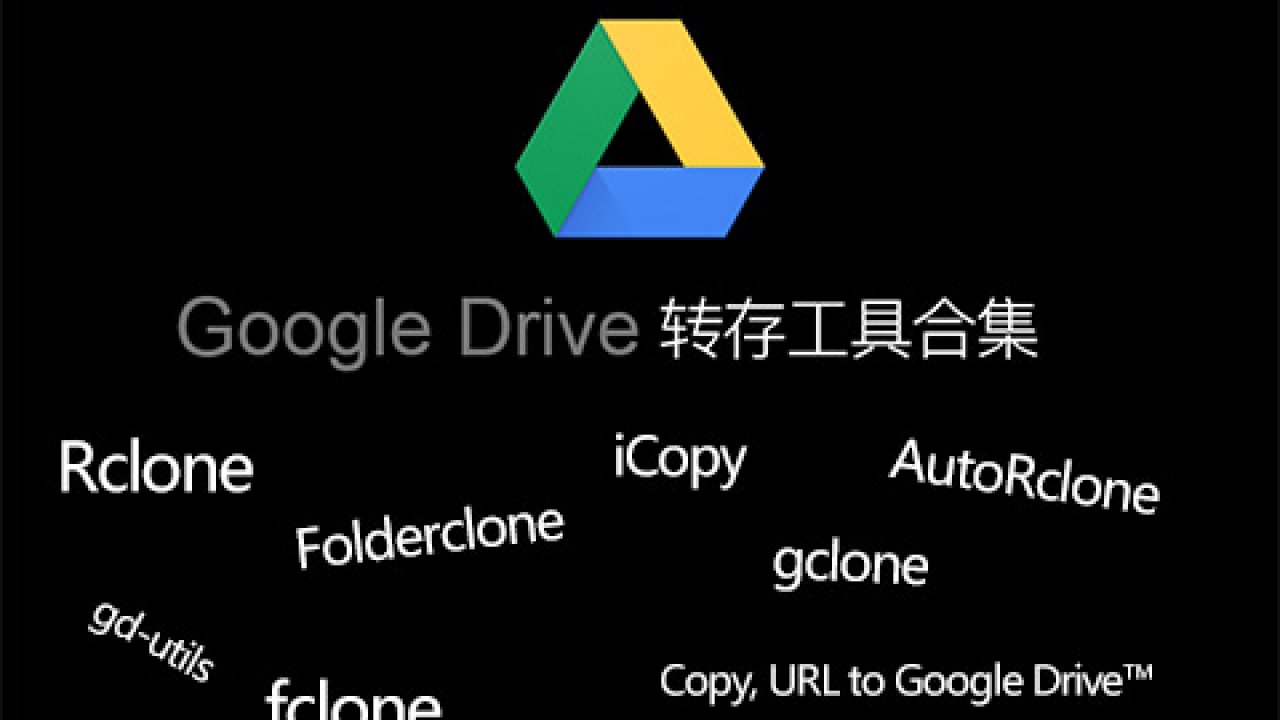 Google Drive 转存工具合集
Rclone
iCopy
AutoRclone
Folderclone
gclone
gd-utils
fclone
Copy, URL to Google Drive™